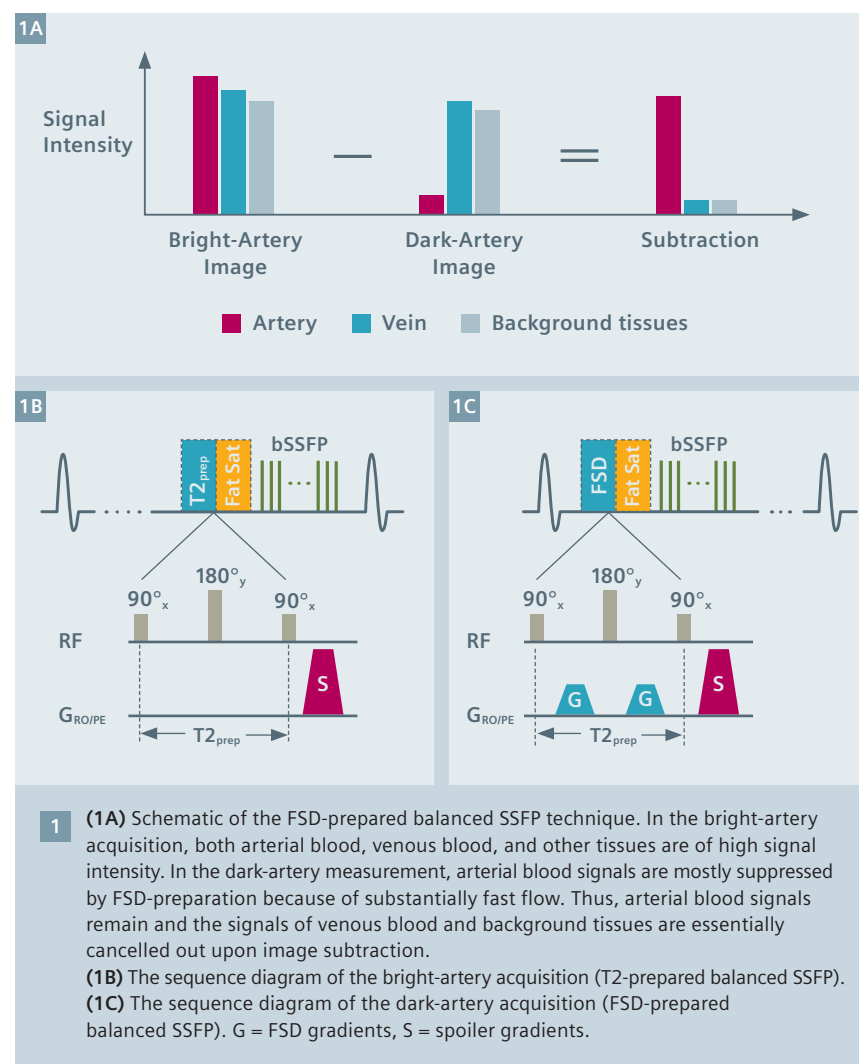 1A
Signal
Intensity
Bright-Artery
Image
Dark-Artery
Image
Subtraction
Artery Vein Background tissues
1B
T2prep
Fat Sat
bSSFP
90°x
180°y
90°x
RF
S
GRO/PE
T2prep
1C
FSD
Fat Sat
bSSFP
90°x
180°y
90°x
RF
G G S
GRO/PE
T2prep
1
(1A) Schematic of the FSD-prepared balanced SSFP technique. In the bright-artery
acquisition, both arterial blood, venous blood, and other tissues are of high signal
intensity. In the dark-artery measurement, arterial blood signals are mostly suppressed
by FSD-preparation because of substantially fast flow. Thus, arterial blood signals
remain and the signals of venous blood and background tissues are essentially
cancelled out upon image subtraction.
(1B) The sequence diagram of the bright-artery acquisition (T2-prepared balanced SSFP).
(1C) The sequence diagram of the dark-artery acquisition (FSD-prepared
balanced SSFP). G = FSD gradients, S = spoiler gradients.